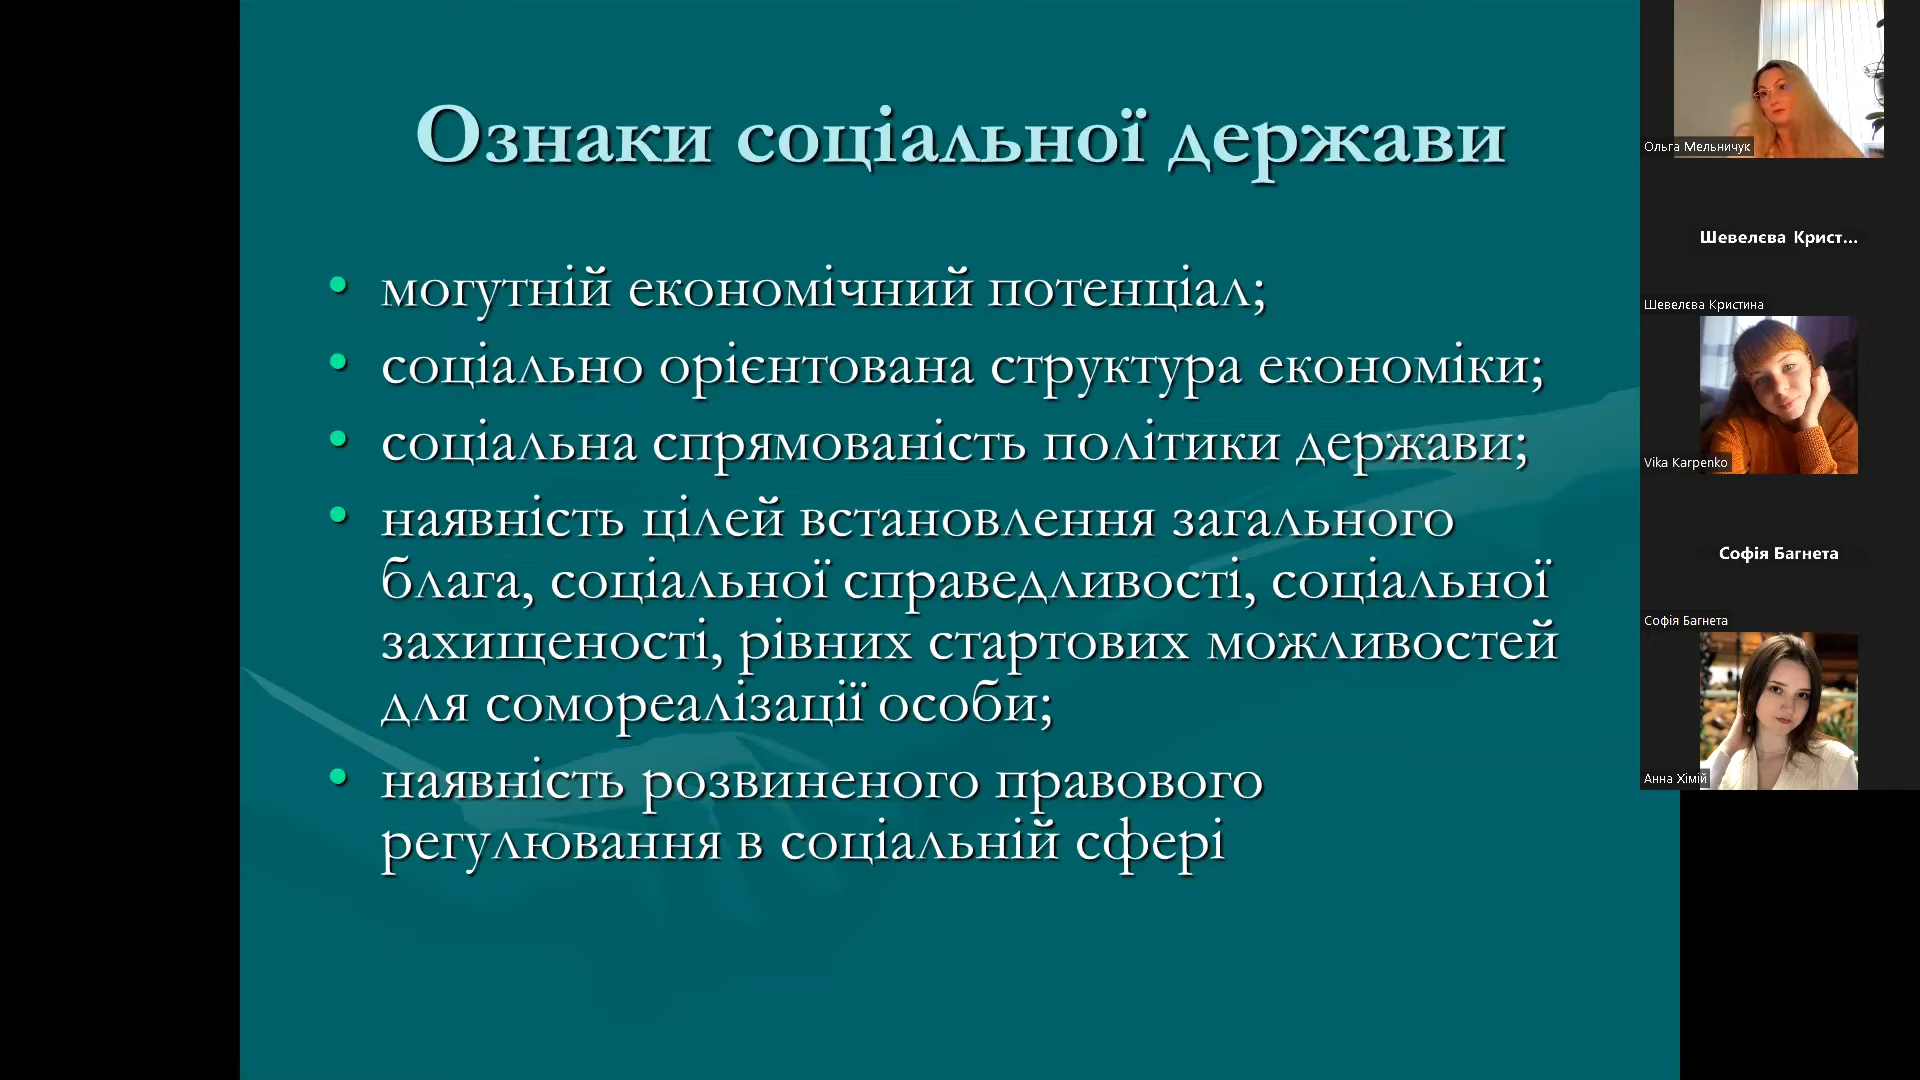 Ознаки соціальної держави
• могутній економічний потенціал;
• соціально орієнтована структура економіки;
• соціальна спрямованість політики держави;
• наявність цілей встановлення загального
блага, соціальної справедливості, соціальної
захищеності, рівних стартових можливостей
для сомореалізації особи;
• наявність розвиненого правового
регулювання в соціальній сфері
Ольга Мельничук
Шевелєва Крист...
Шевелєва Кристина
Vika Karpenko
Софія Багнета
Софія Багнета
Анна Хімій